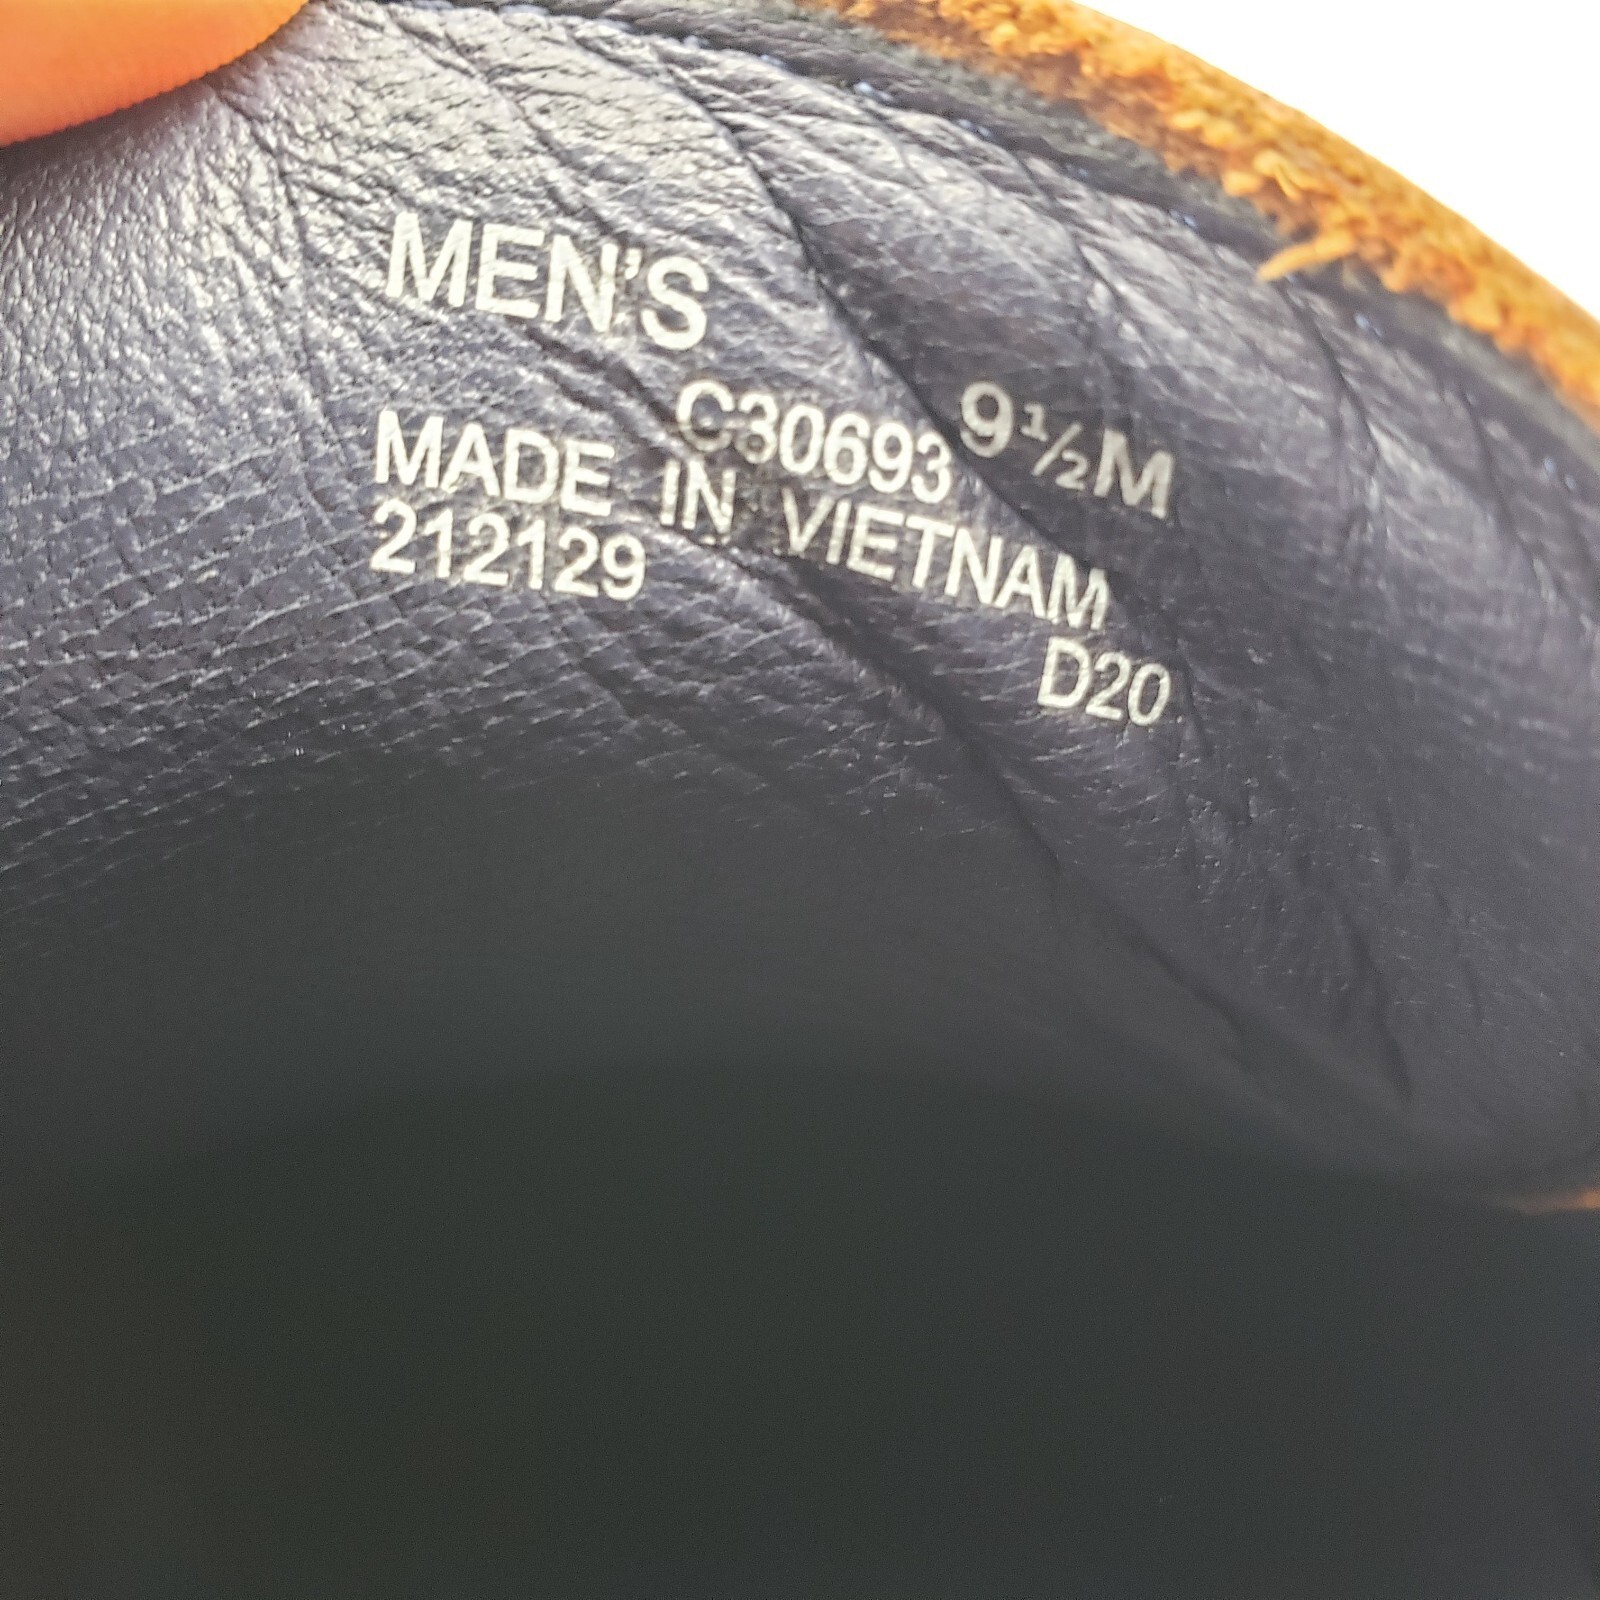 MEN'S
C30693 9½M
MADE IN VIETNAM
212129
D20